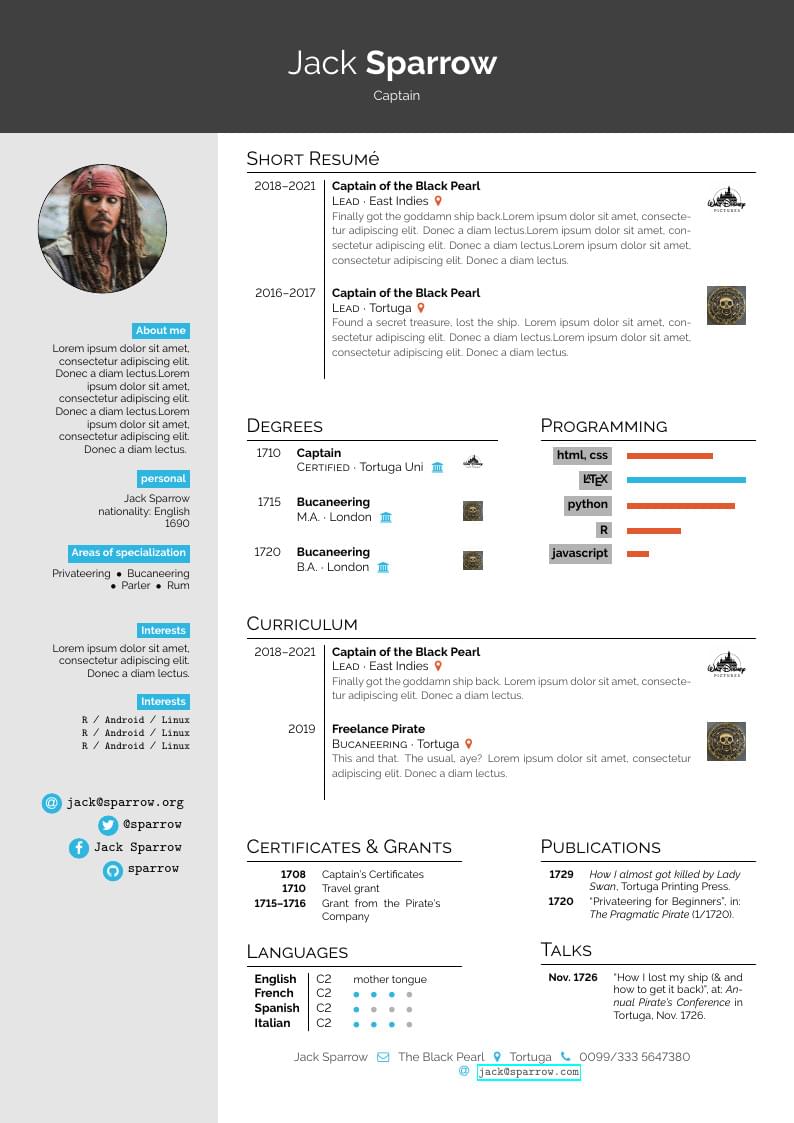 Jack Sparrow
Captain
About me
Lorem ipsum dolor sit amet,
consectetur adipiscing elit.
Donec a diam lectus.Lorem
ipsum dolor sit amet,
consectetur adipiscing elit.
Donec a diam lectus.Lorem
ipsum dolor sit amet,
consectetur adipiscing elit.
Donec a diam lectus.
personal
Jack Sparrow
nationality: English
1690
Areas of specialization
Privateering • Bucaneering
• Parler • Rum
Interests
Lorem ipsum dolor sit amet,
consectetur adipiscing elit.
Donec a diam lectus.
Interests
R / Android / Linux
R / Android / Linux
R / Android / Linux
@ jack@sparrow.org
@sparrow
Jack Sparrow
sparrow
Short Resumé
2018–2021 Captain of the Black Pearl
Lead · East Indies
Finally got the goddamn ship back.Lorem ipsum dolor sit amet, consecte-
tur adipiscing elit. Donec a diam lectus.Lorem ipsum dolor sit amet, con-
sectetur adipiscing elit. Donec a diam lectus.Lorem ipsum dolor sit amet,
consectetur adipiscing elit. Donec a diam lectus.
Walt Disney
PICTURES
2016–2017 Captain of the Black Pearl
Lead · Tortuga
Found a secret treasure, lost the ship. Lorem ipsum dolor sit amet, con-
sectetur adipiscing elit. Donec a diam lectus.Lorem ipsum dolor sit amet,
consectetur adipiscing elit. Donec a diam lectus.
Degrees
1710 Captain
Certified · Tortuga Uni
1715 Bucaneering
M.A. · London
1720 Bucaneering
B.A. · London
Programming
html, css
LATEX
python
R
javascript
Curriculum
2018–2021 Captain of the Black Pearl
Lead · East Indies
Finally got the goddamn ship back. Lorem ipsum dolor sit amet, consecte-
tur adipiscing elit. Donec a diam lectus.
Walt Disney
PICTURES
2019 Freelance Pirate
Bucaneering · Tortuga
This and that. The usual, aye? Lorem ipsum dolor sit amet, consectetur
adipiscing elit. Donec a diam lectus.
Certificates & Grants
1708 Captain's Certificates
1710 Travel grant
1715–1716 Grant from the Pirate's
Company
Languages
English C2 mother tongue
French C2
Spanish C2
Italian C2
Publications
1729 How I almost got killed by Lady
Swan, Tortuga Printing Press.
1720 "Privateering for Beginners", in:
The Pragmatic Pirate (1/1720).
Talks
Nov. 1726 "How I lost my ship (& and
how to get it back)", at: An-
nual Pirate's Conference in
Tortuga, Nov. 1726.
Jack Sparrow The Black Pearl Tortuga 0099/333 5647380
@ jack@sparrow.com